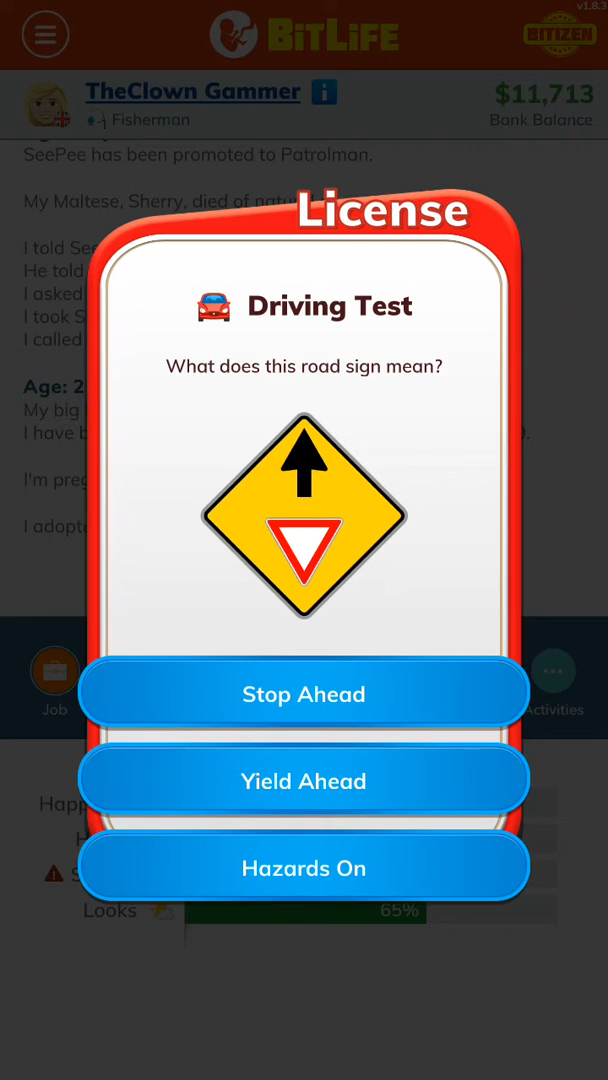 v1.8.3
BITLIFE
BITIZEN
TheClown Gammer
$11,713
Fisherman
Bank Balance
SeePee has been promoted to Patrolman.
My Maltese, Sherry, died of
License
I told
He told
I asked
I took S
I called
Driving Test
What does this road sign mean?
Age: 2
My big
I have b
I'm preg
I adopt
Stop Ahead
Job
Activities
Yield Ahead
Happ
H
Hazards On
S
Looks
65%